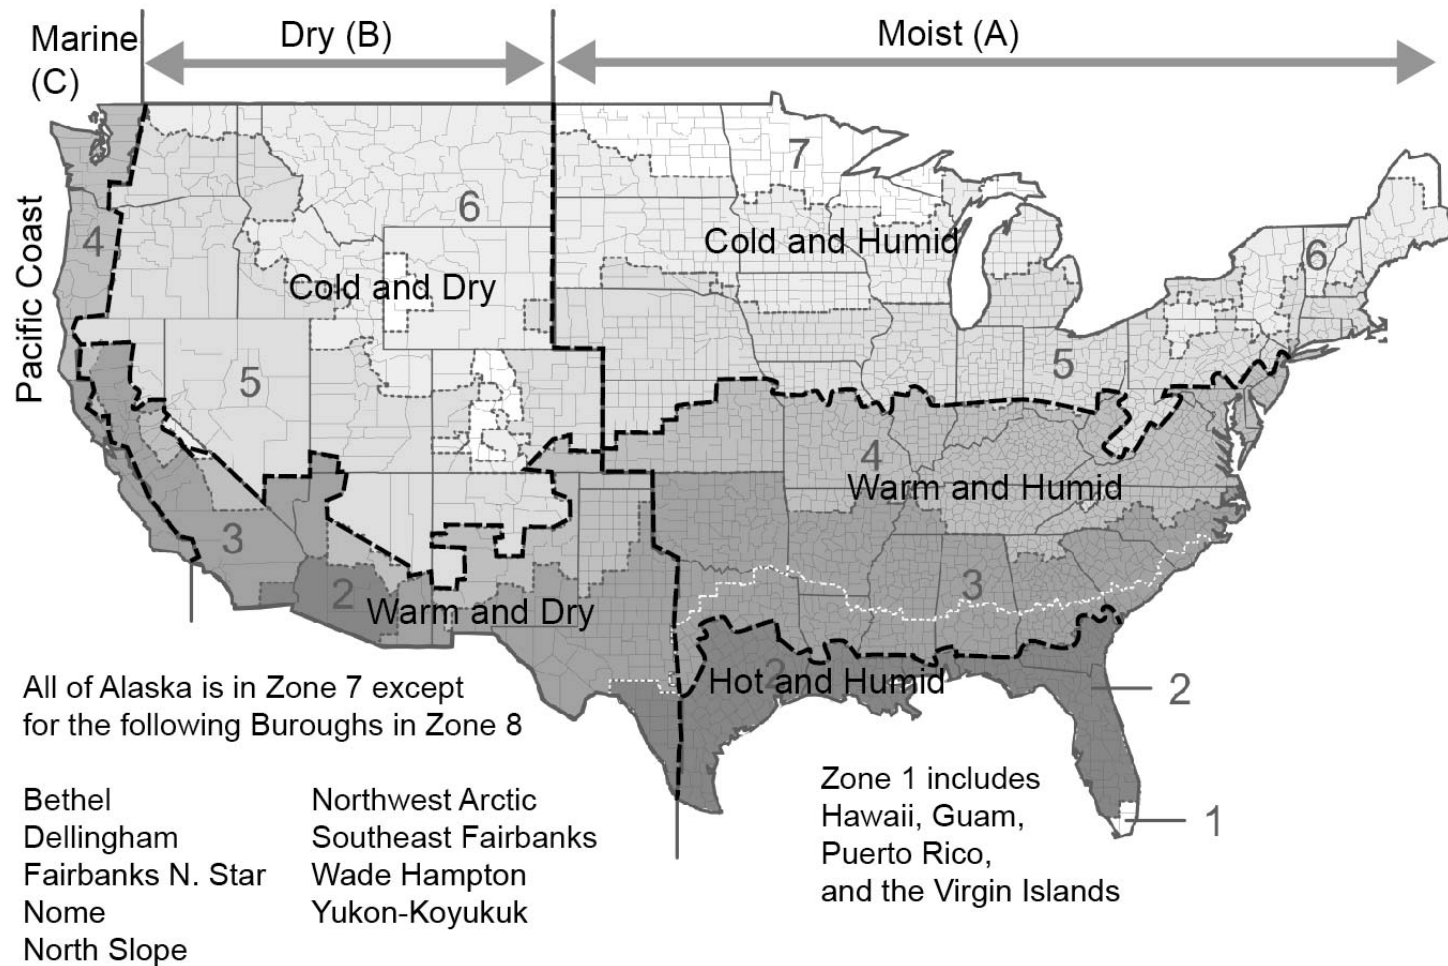 Marine
(C)
Dry (B)
Moist (A)
Pacific Coast
4
6
7
Cold and Humid
6
Cold and Dry
5
5
4
Warm and Humid
3
3
2
Warm and Dry
2
Hot and Humid
2
1
All of Alaska is in Zone 7 except
for the following Buroughs in Zone 8
Bethel
Dellingham
Fairbanks N. Star
Nome
North Slope
Northwest Arctic
Southeast Fairbanks
Wade Hampton
Yukon-Koyukuk
Zone 1 includes
Hawaii, Guam,
Puerto Rico,
and the Virgin Islands